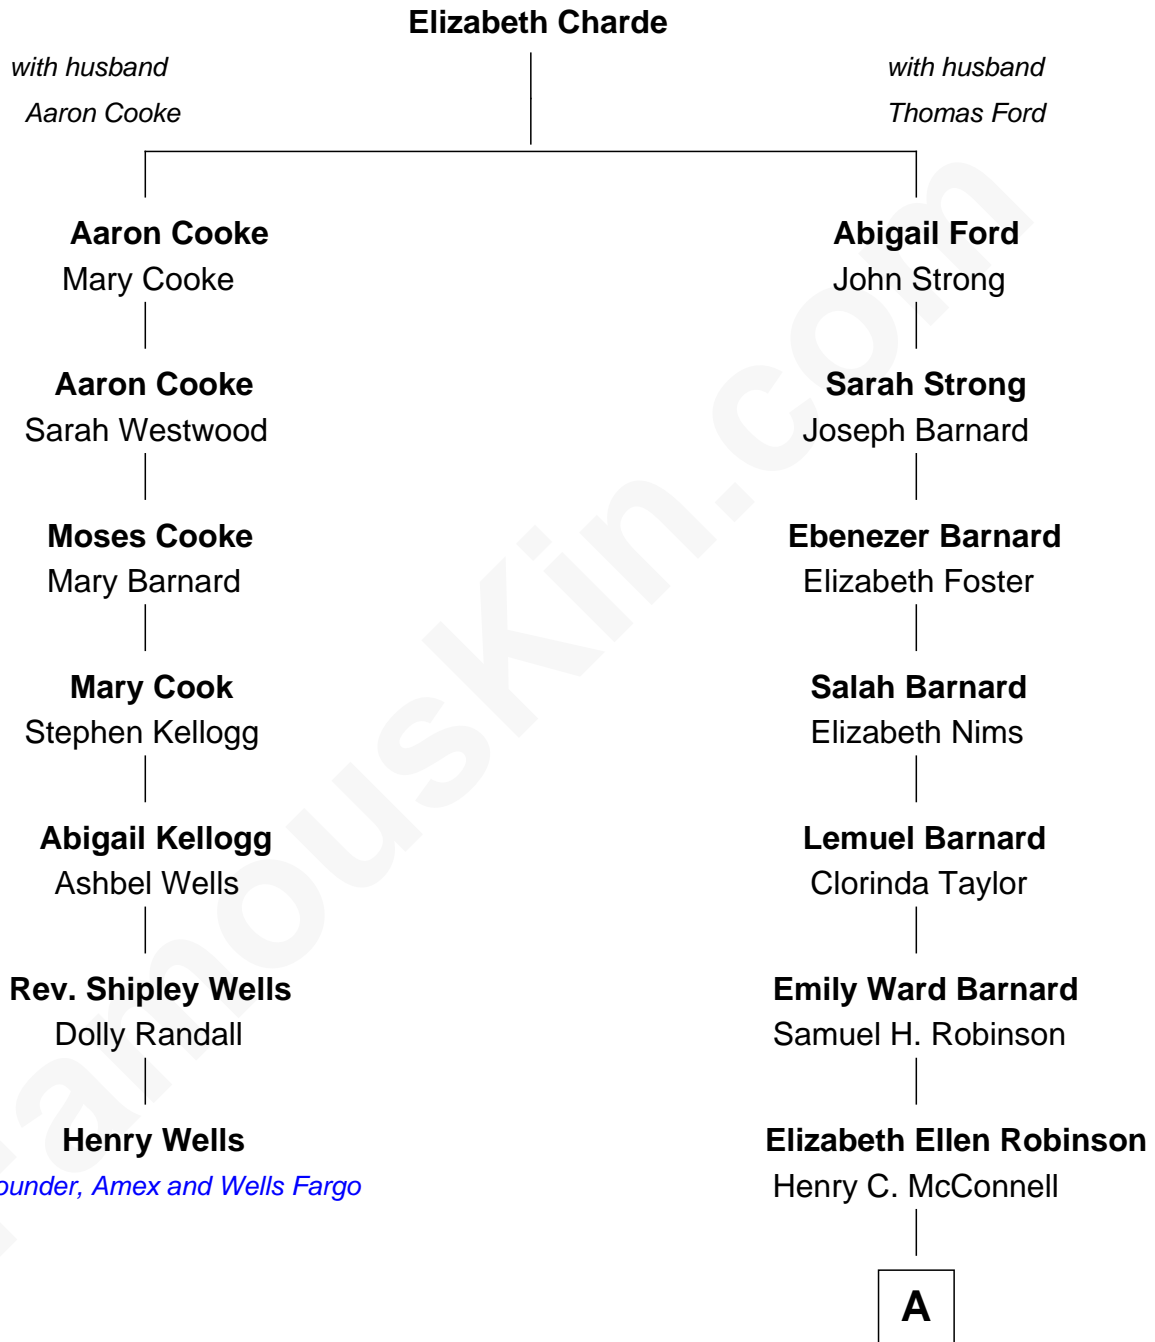 Elizabeth Charde
with husband
Aaron Cooke
with husband
Thomas Ford
Aaron Cooke
Mary Cooke
Abigail Ford
John Strong
Aaron Cooke
Sarah Westwood
Sarah Strong
Joseph Barnard
Moses Cooke
Mary Barnard
Ebenezer Barnard
Elizabeth Foster
Mary Cook
Stephen Kellogg
Salah Barnard
Elizabeth Nims
Abigail Kellogg
Ashbel Wells
Lemuel Barnard
Clorinda Taylor
Rev. Shipley Wells
Dolly Randall
Emily Ward Barnard
Samuel H. Robinson
Henry Wells
ounder, Amex and Wells Fargo
Elizabeth Ellen Robinson
Henry C. McConnell
A
FamousKin.com